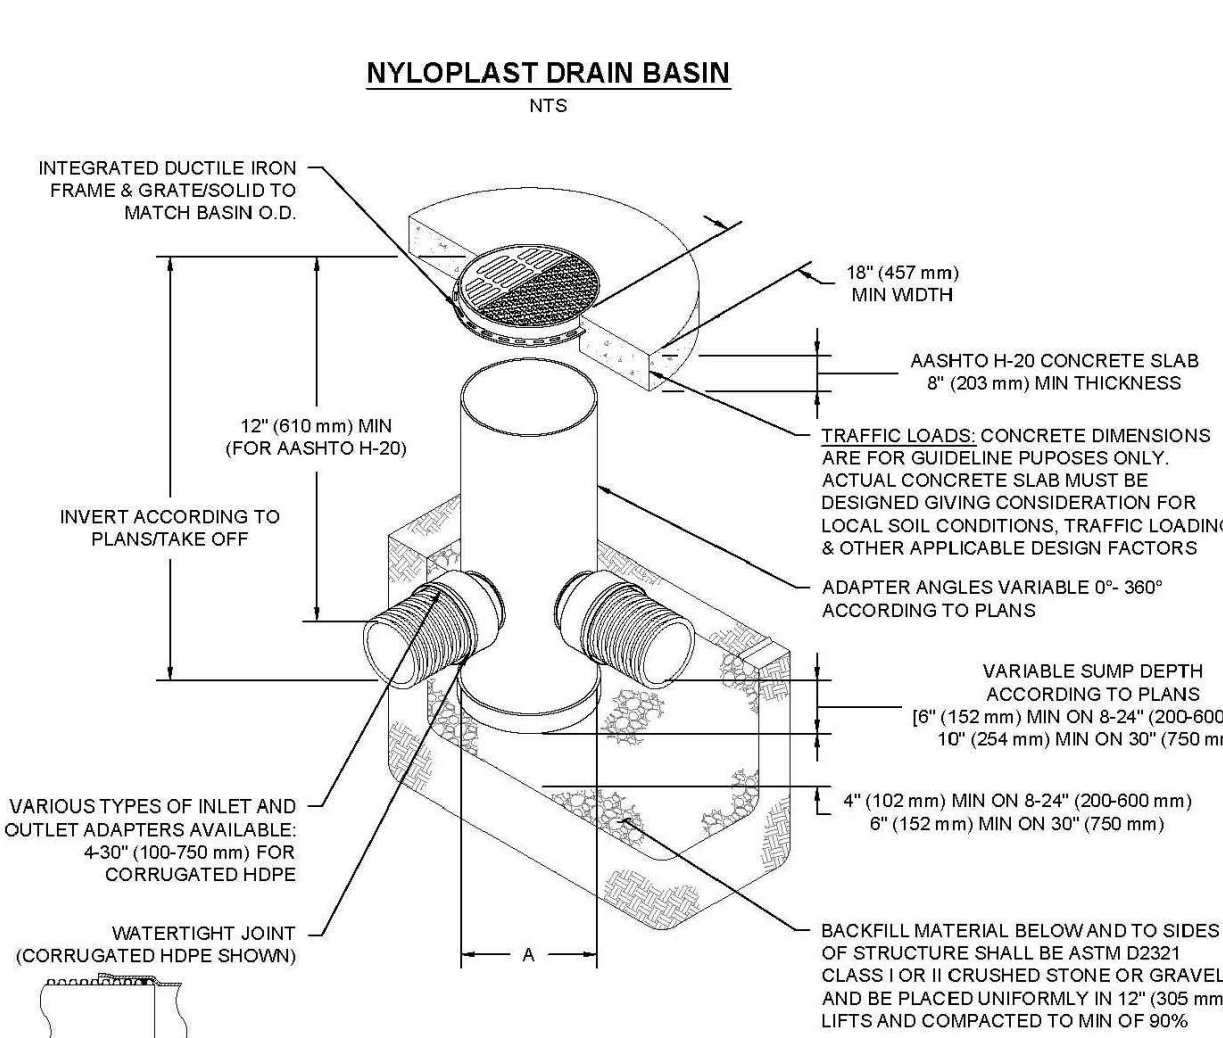 NYLOPLAST DRAIN BASIN
NTS
INTEGRATED DUCTILE IRON
FRAME & GRATE/SOLID TO
MATCH BASIN O.D.
18" (457 mm)
MIN WIDTH
AASHTO H-20 CONCRETE SLAB
8" (203 mm) MIN THICKNESS
12" (610 mm) MIN
(FOR AASHTO H-20)
TRAFFIC LOADS: CONCRETE DIMENSIONS
ARE FOR GUIDELINE PUPOSES ONLY.
ACTUAL CONCRETE SLAB MUST BE
DESIGNED GIVING CONSIDERATION FOR
LOCAL SOIL CONDITIONS, TRAFFIC LOADING
& OTHER APPLICABLE DESIGN FACTORS
INVERT ACCORDING TO
PLANS/TAKE OFF
ADAPTER ANGLES VARIABLE 0°- 360°
ACCORDING TO PLANS
VARIABLE SUMP DEPTH
ACCORDING TO PLANS
[6" (152 mm) MIN ON 8-24" (200-600
10" (254 mm) MIN ON 30" (750 m
4" (102 mm) MIN ON 8-24" (200-600 mm)
6" (152 mm) MIN ON 30" (750 mm)
VARIOUS TYPES OF INLET AND
OUTLET ADAPTERS AVAILABLE:
4-30" (100-750 mm) FOR
CORRUGATED HDPE
WATERTIGHT JOINT
(CORRUGATED HDPE SHOWN)
A
BACKFILL MATERIAL BELOW AND TO SIDES
OF STRUCTURE SHALL BE ASTM D2321
CLASS I OR II CRUSHED STONE OR GRAVEL
AND BE PLACED UNIFORMLY IN 12" (305 mm
LIFTS AND COMPACTED TO MIN OF 90%